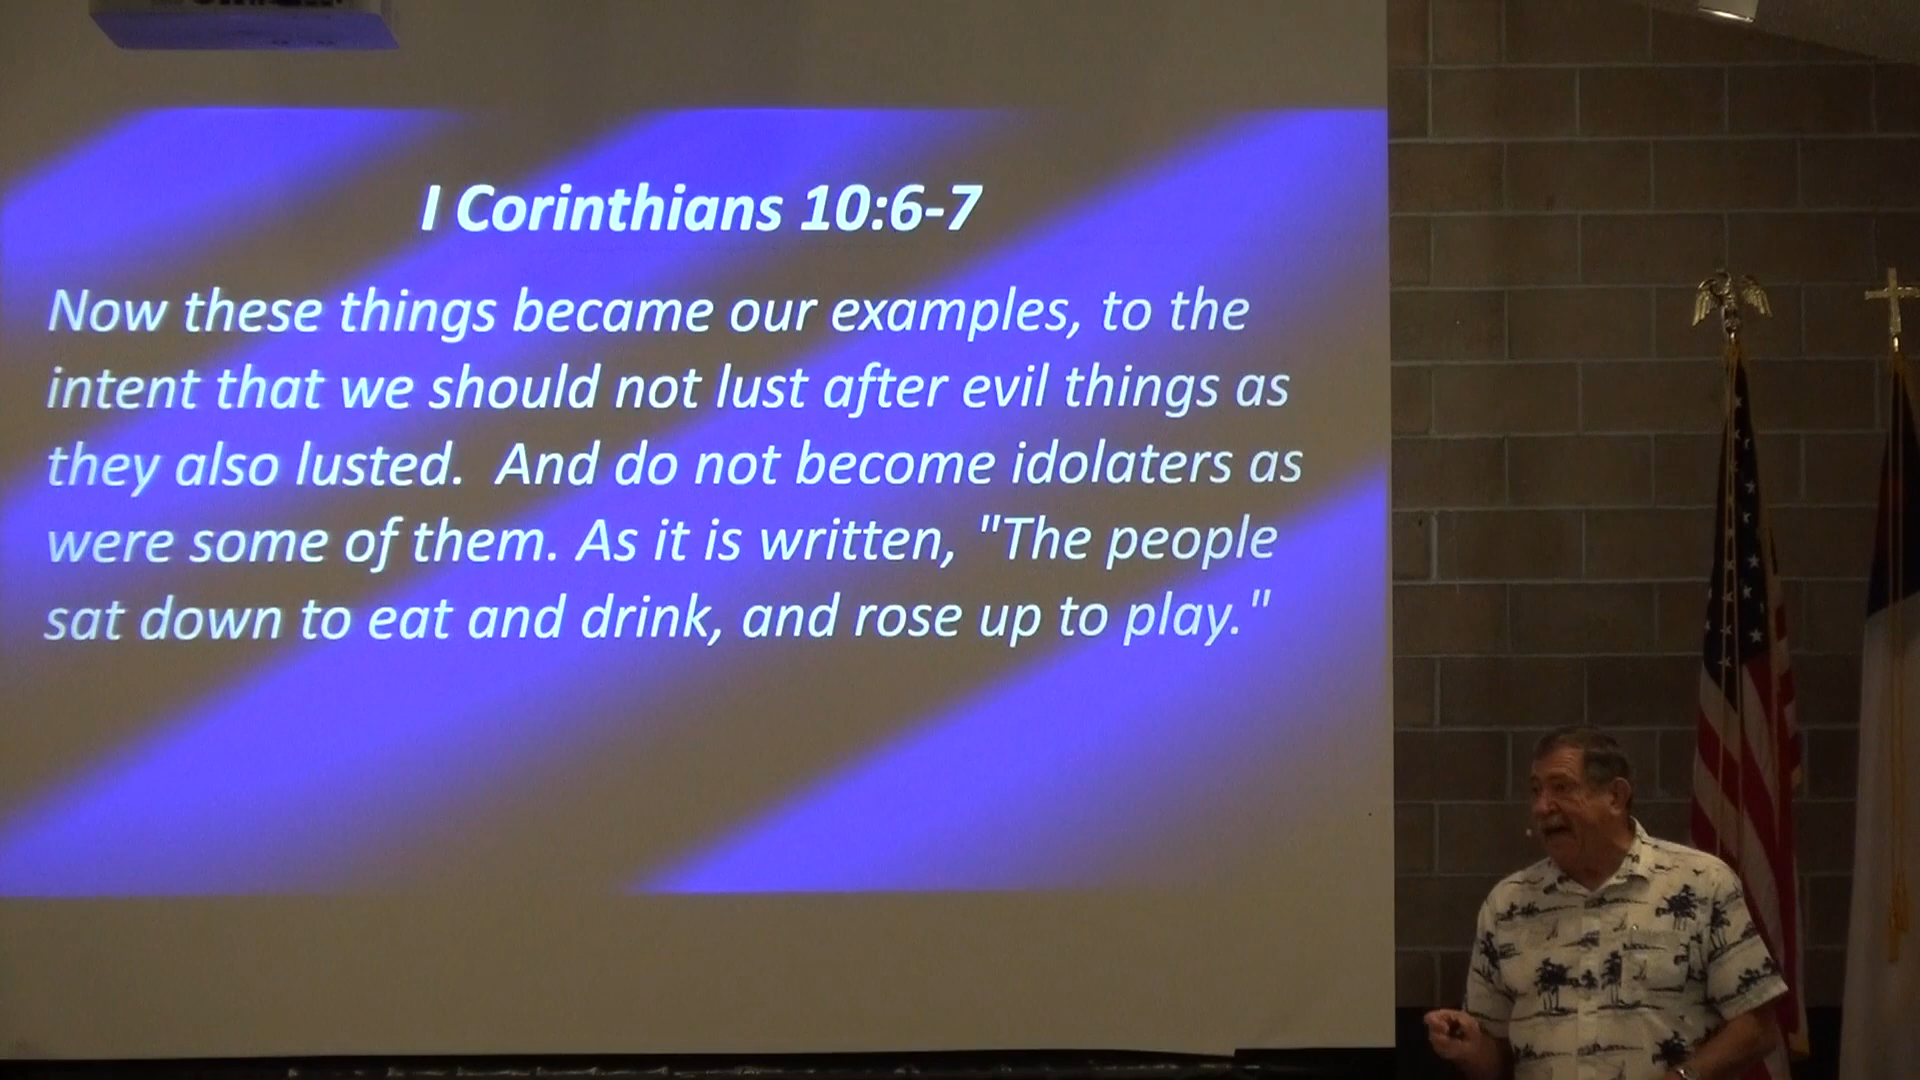 I Corinthians 10:6-7
Now these things became our examples, to the
intent that we should not lust after evil things as
they also lusted.  And do not become idolaters as
were some of them. As it is written, "The people
sat down to eat and drink, and rose up to play."